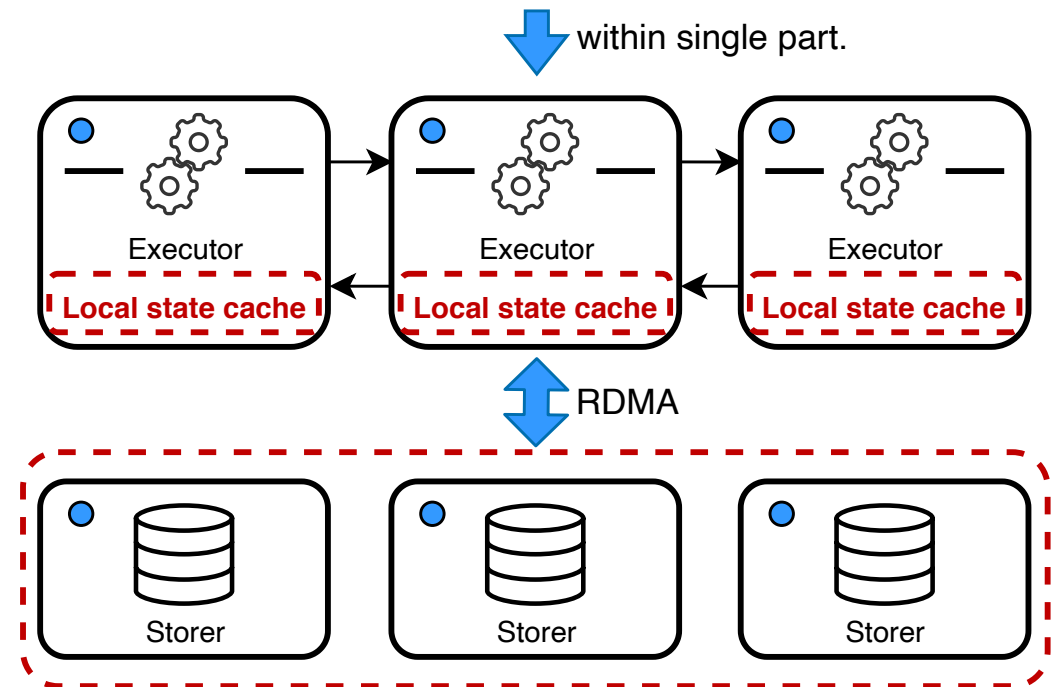 within single part.
Executor
Executor
Executor
Local state cache
Local state cache
Local state cache
RDMA
Storer
Storer
Storer